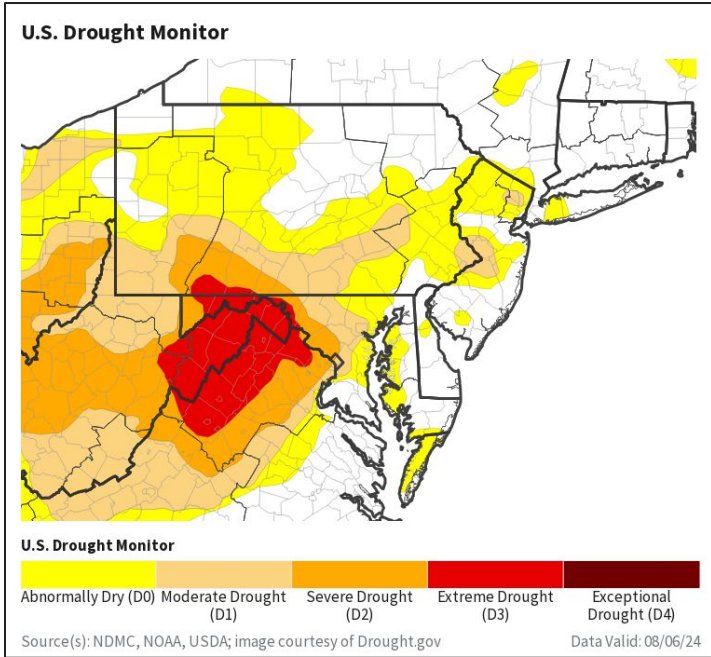 U.S. Drought Monitor
U.S. Drought Monitor
Abnormally Dry (D0)
Moderate Drought
(D1)
Severe Drought
(D2)
Extreme Drought
(D3)
Exceptional
Drought (D4)
Source(s): NDMC, NOAA, USDA; image courtesy of Drought.gov
Data Valid: 08/06/24